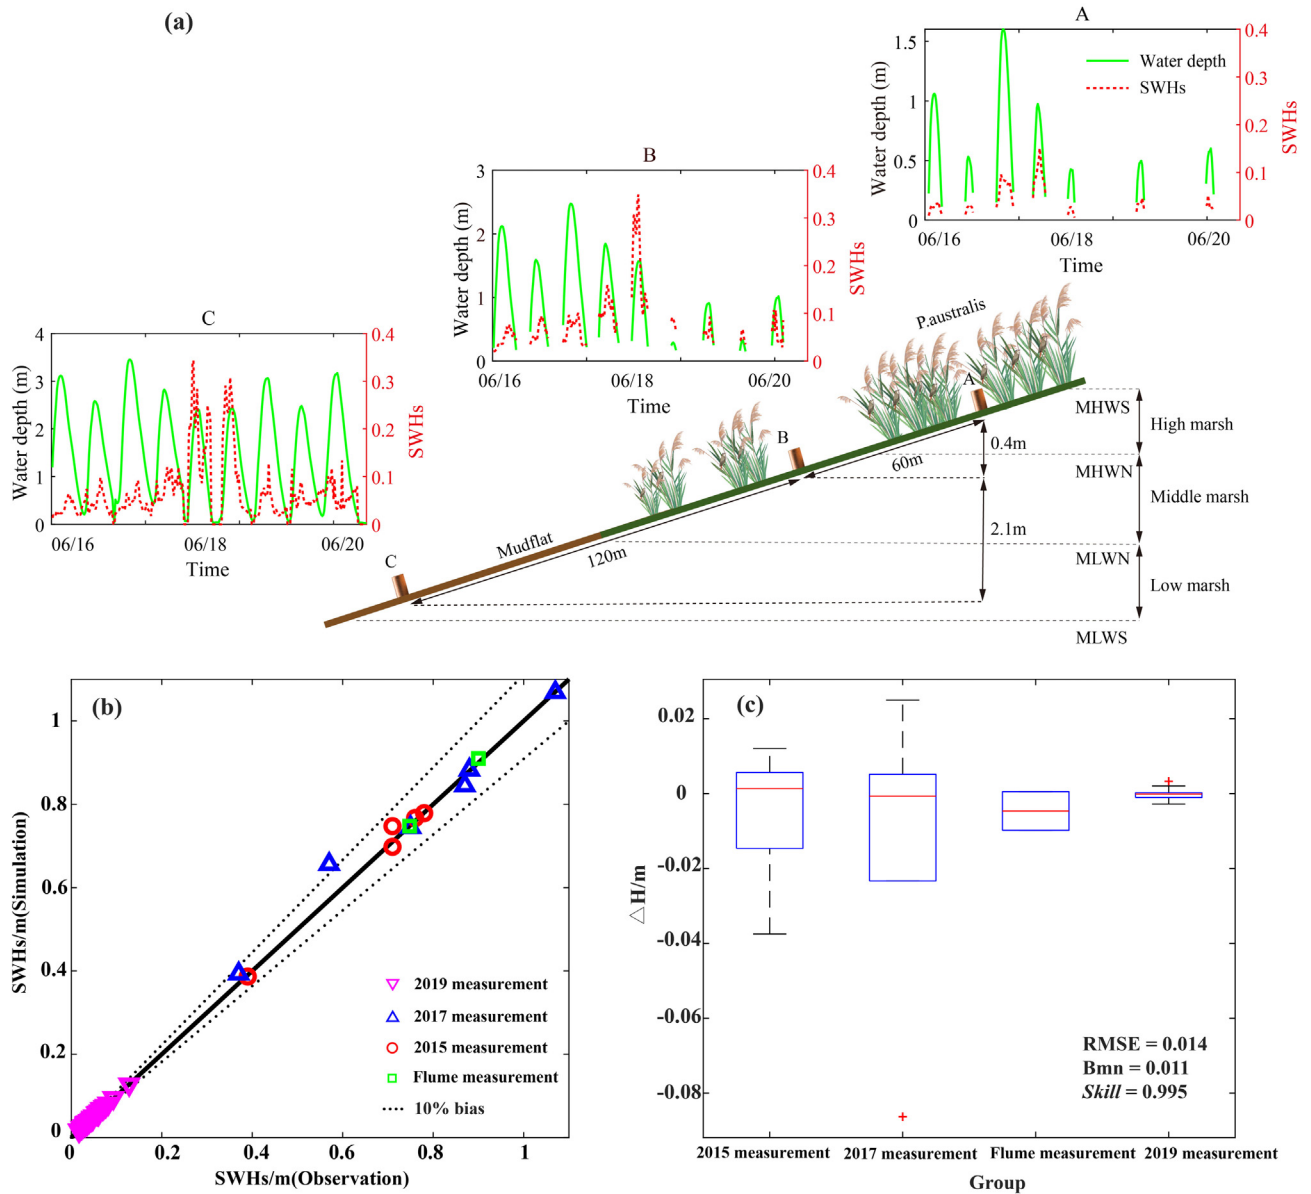 (a)
A
Water depth (m)
1.5
1
0.5
0
Water depth
SWHs
0.4
0.3
0.2
0.1
0
SWHs
06/16
06/18
06/20
Time
B
Water depth (m)
3
2
1
0
0.4
0.3
0.2
0.1
0
SWHs
06/16
06/18
06/20
Time
C
Water depth (m)
4
3
2
1
0
0.4
0.3
0.2
0.1
0
SWHs
06/16
06/18
06/20
Time
P.australis
A
B
C
Mudflat
60m
120m
0.4m
2.1m
MHWS
High marsh
MHWN
Middle marsh
MLWN
Low marsh
MLWS
(b)
SWHs/m(Simulation)
1
0.8
0.6
0.4
0.2
0
2019 measurement
2017 measurement
2015 measurement
Flume measurement
10% bias
0
0.2
0.4
0.6
0.8
1
SWHs/m(Observation)
(c)
△H/m
0.02
0
-0.02
-0.04
-0.06
-0.08
RMSE = 0.014
Bmn = 0.011
Skill = 0.995
2015 measurement
2017 measurement
Flume measurement
2019 measurement
Group